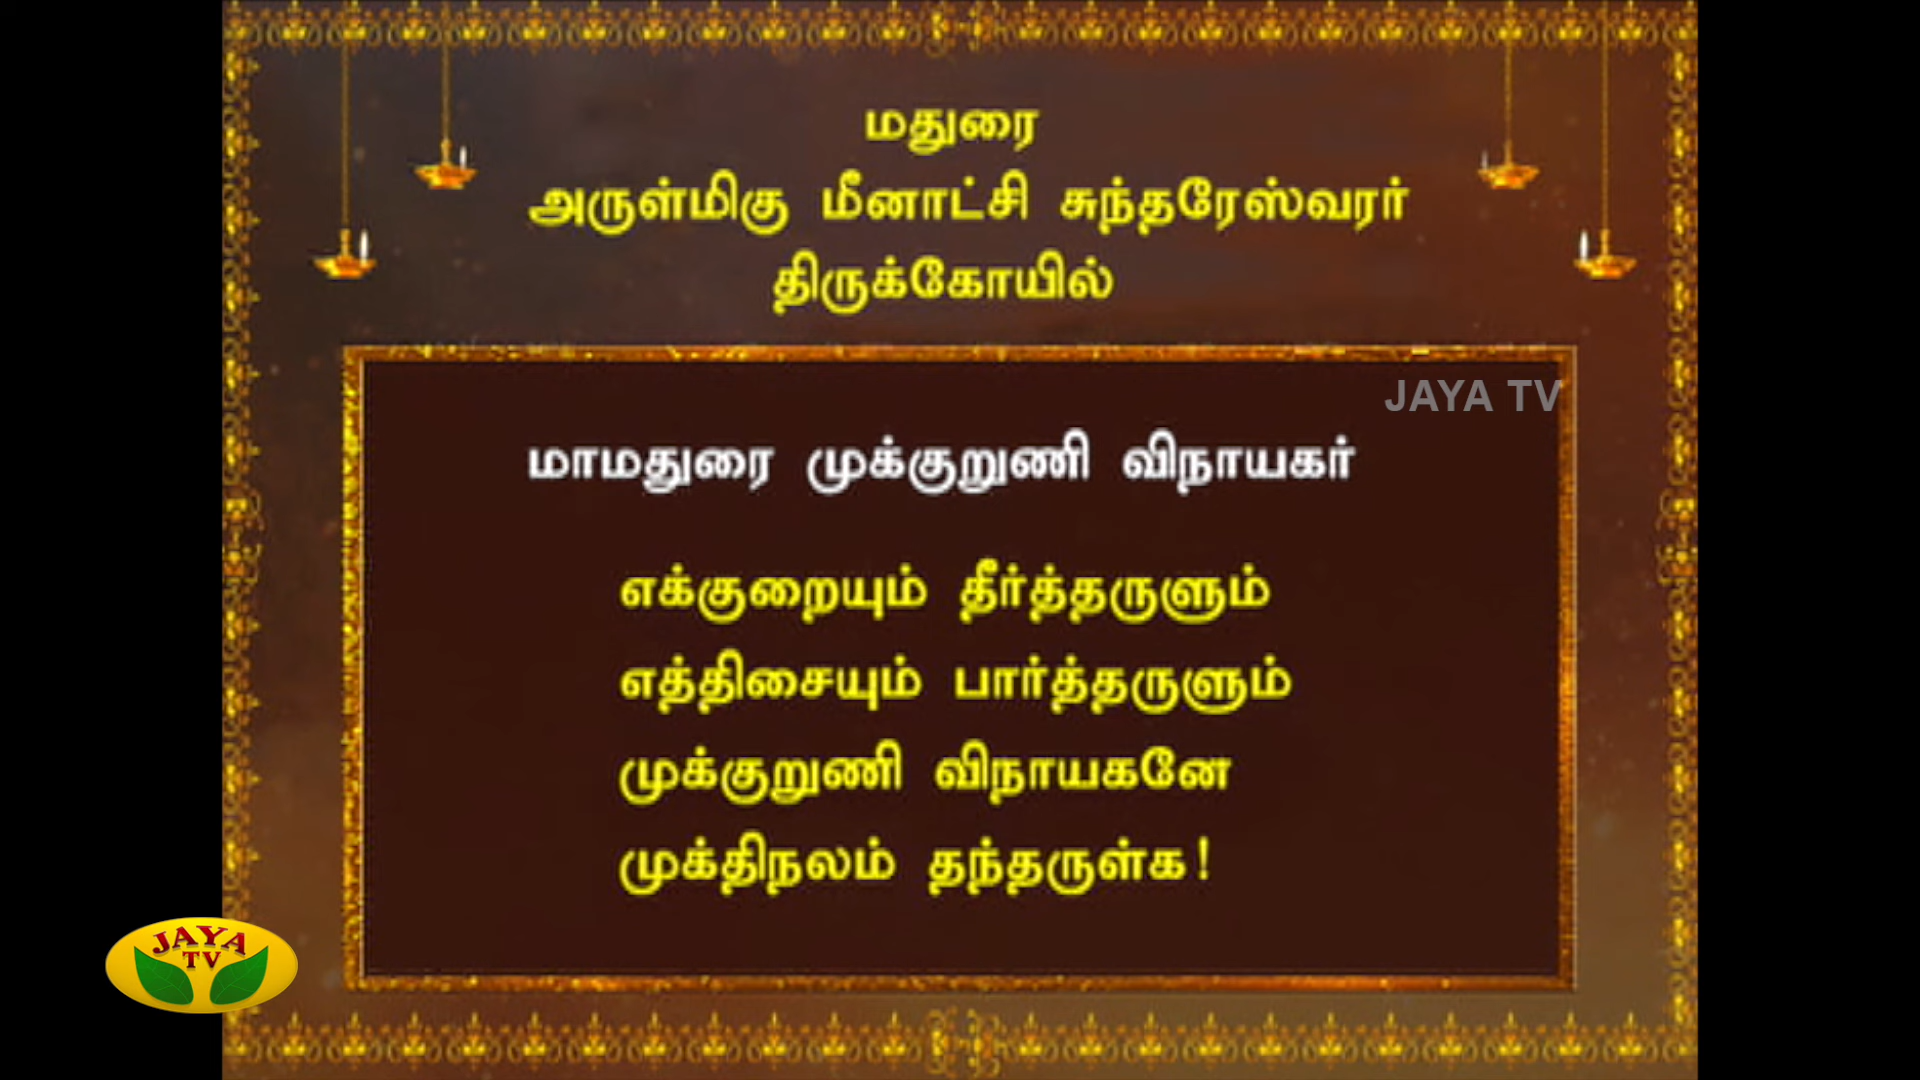 மதுரை
அருள்மிகு மீனாட்சி சுந்தரேஸ்வரர்
திருக்கோயில்
JAYA TV
மாமதுரை முக்குறுணி விநாயகர்
எக்குறையும் தீர்த்தருளும்
எத்திசையும் பார்த்தருளும்
முக்குறுணி விநாயகனே
முக்திநலம் தந்தருள்க!
JAYA
TV